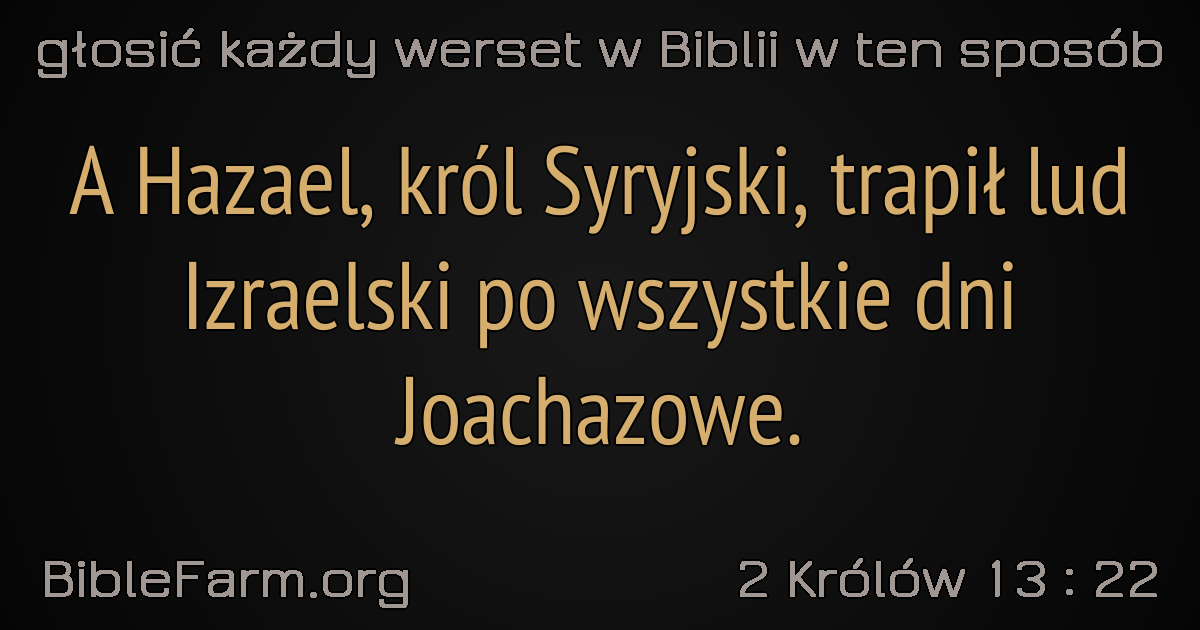 głosić każdy werset w Biblii w ten sposób
A Hazael, król Syryjski, trapił lud
Izraelski po wszystkie dni
Joachazowe.
BibleFarm.org
2 Królów 13 : 22